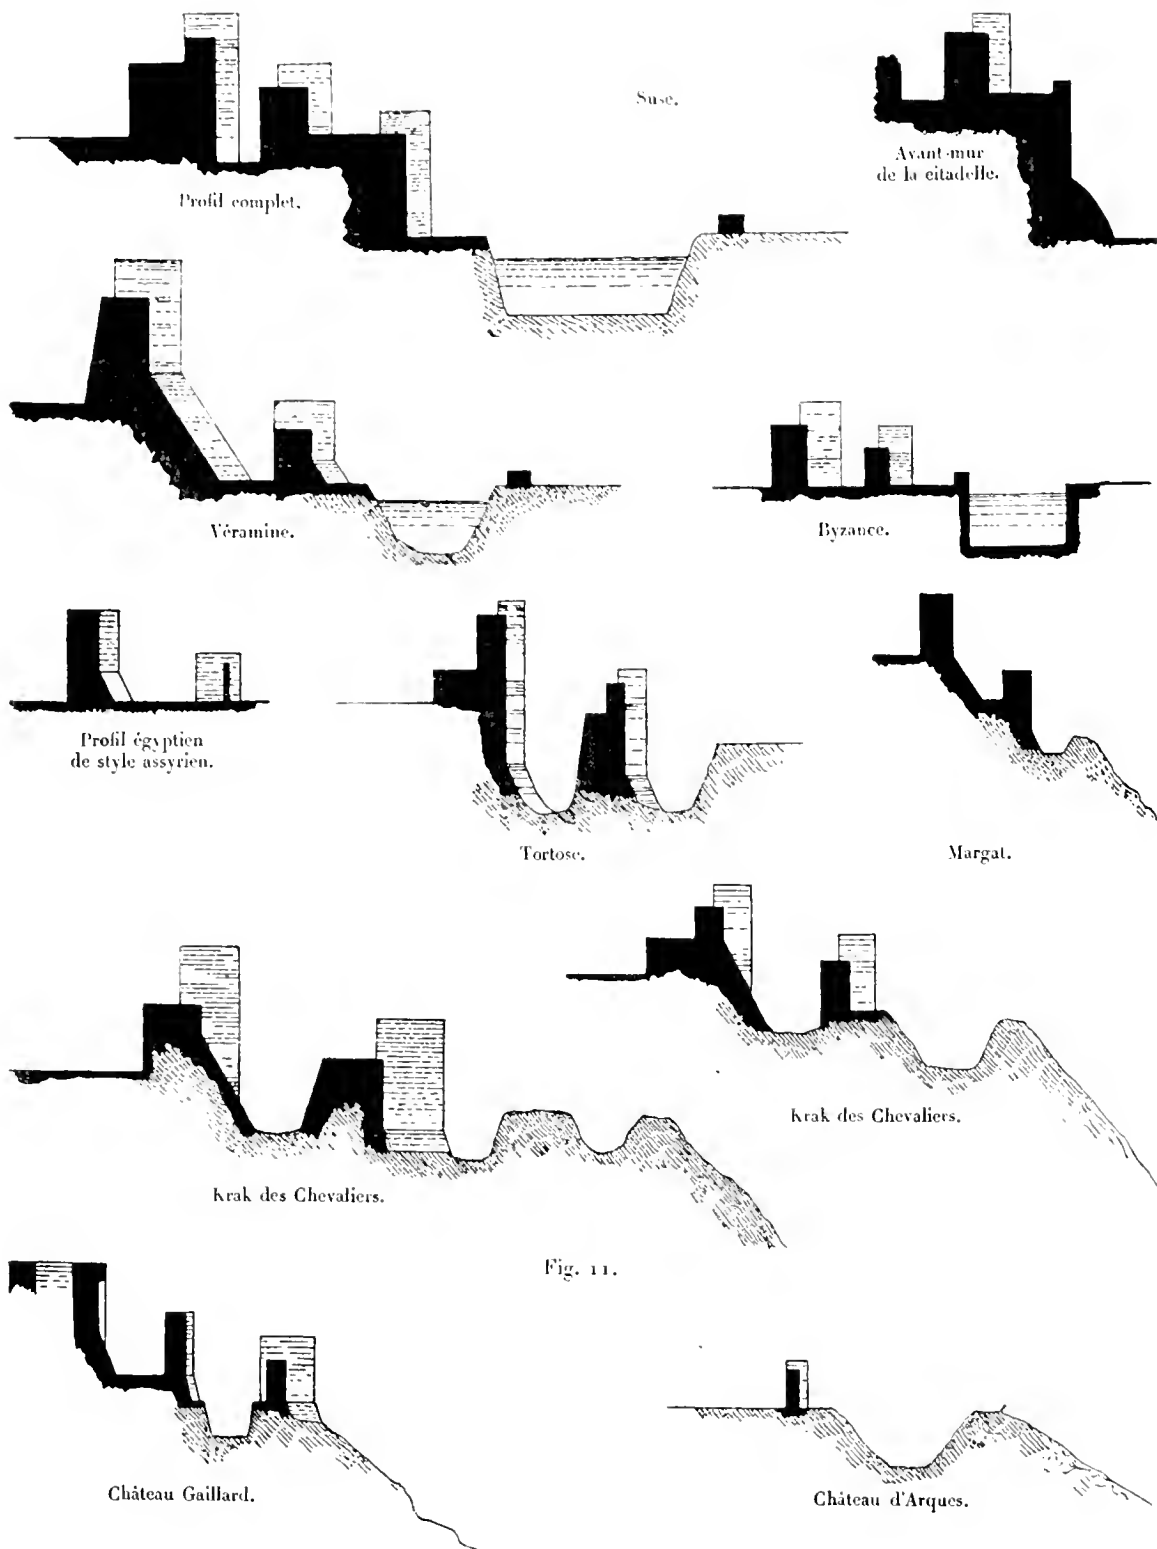 Suse.
Avant-mur
de la citadelle.
Profil complet.
Véramine.
Byzance.
Profil égyptien
de style assyrien.
Tortose.
Margat.
Krak des Chevaliers.
Krak des Chevaliers.
Fig. 11.
Château Gaillard.
Château d'Arques.